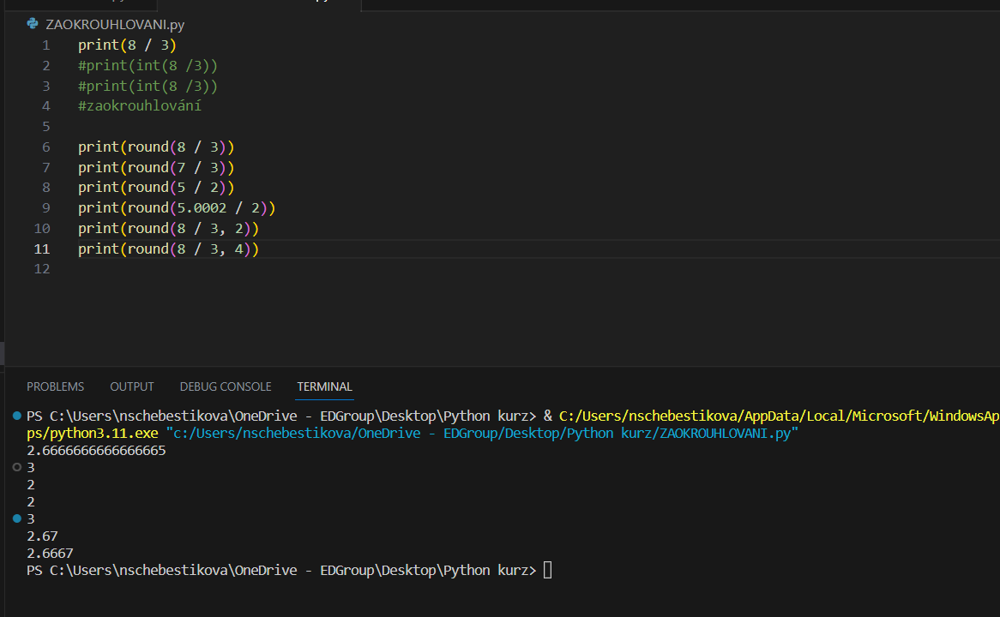 ZAOKROUHLOVANI.py
1 print(8 / 3)
2 #print(int(8 /3))
3 #print(int(8 /3))
4 #zaokrouhlování
5
6 print(round(8 / 3))
7 print(round(7 / 3))
8 print(round(5 / 2))
9 print(round(5.0002 / 2))
10 print(round(8 / 3, 2))
11 print(round(8 / 3, 4))
12
PROBLEMS OUTPUT DEBUG CONSOLE TERMINAL
PS C:\Users\nschebestikova\OneDrive - EDGroup\Desktop\Python kurz> & C:/Users/nschebestikova/AppData/Local/Microsoft/WindowsAp
ps/python3.11.exe "c:/Users/nschebestikova/OneDrive - EDGroup/Desktop/Python kurz/ZAOKROUHLOVANI.py"
2.6666666666666665
3
2
2
3
2.67
2.6667
PS C:\Users\nschebestikova\OneDrive - EDGroup\Desktop\Python kurz>